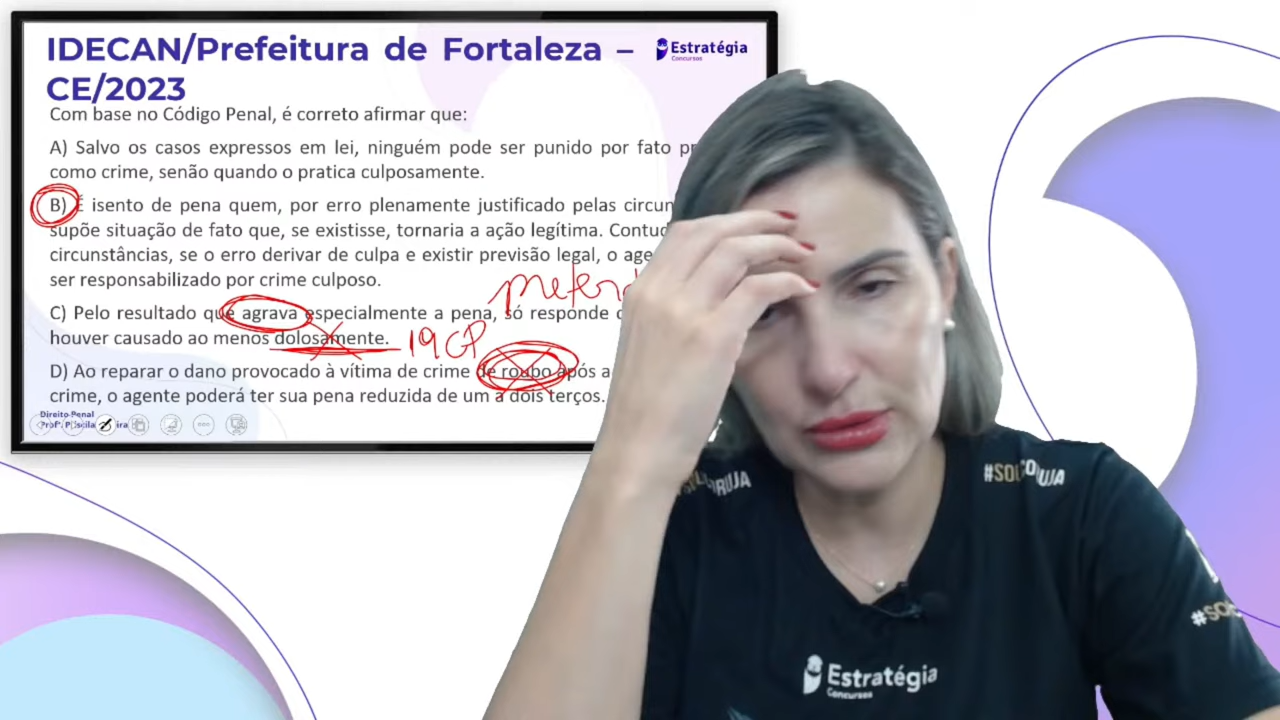 IDECAN/Prefeitura de Fortaleza –
CE/2023
Estratégia
Concursos
Com base no Código Penal, é correto afirmar que:
A) Salvo os casos expressos em lei, ninguém pode ser punido por fato
como crime, senão quando o pratica culposamente.
B) É isento de pena quem, por erro plenamente justificado pelas
supõe situação de fato que, se existisse, tornaria a ação legítima.
circunstâncias, se o erro derivar de culpa e existir previsão legal, o
ser responsabilizado por crime culposo.
C) Pelo resultado que agrava especialmente a pena, só responde
houver causado ao menos dolosamente.
19 CP
D) Ao reparar o dano provocado à vítima de crime de roubo após a
crime, o agente poderá ter sua pena reduzida de um a dois terços.
Direito Penal
Profª.
#SOU
Estratégia
Concursos